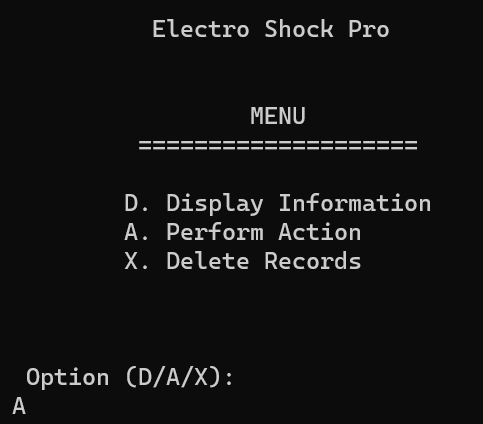 Electro Shock Pro
MENU
====================
D. Display Information
A. Perform Action
X. Delete Records
Option (D/A/X):
A